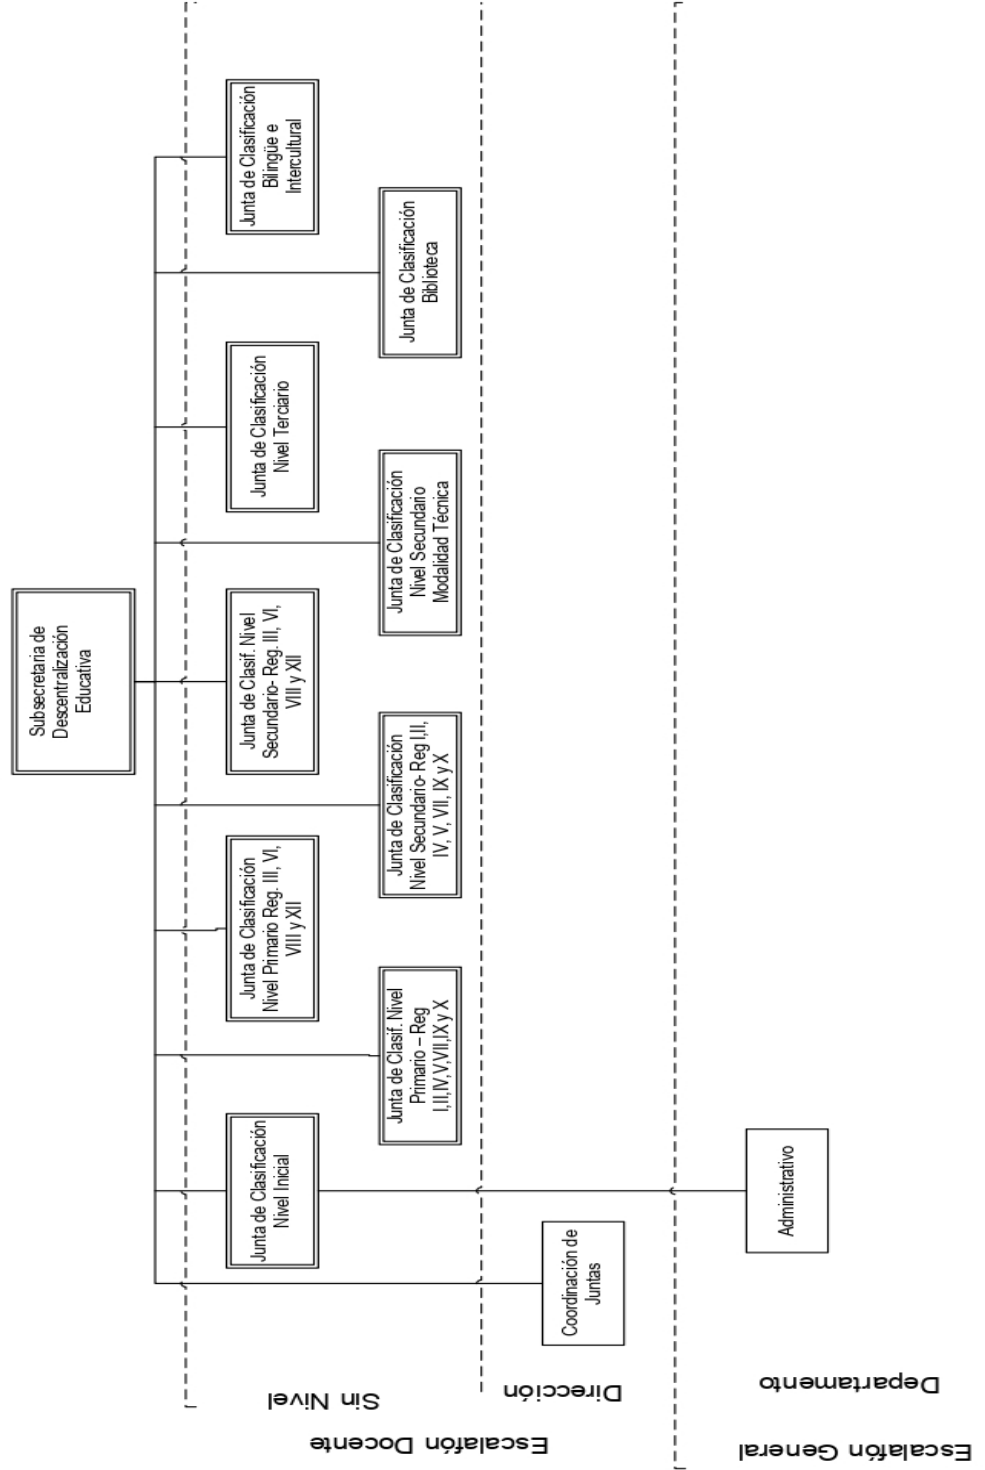 Subsecretaria de
Descentralización
Educativa
Junta de Clasificación
Nivel Inicial
Junta de Clasif. Nivel
Primario – Reg
I,II,IV,V,VII,IX y X
Junta de Clasificación
Nivel Primario Reg. III, VI,
VIII y XII
Junta de Clasificación
Nivel Secundario- Reg I,II,
IV, V, VII, IX y X
Junta de Clasif. Nivel
Secundario- Reg. III, VI,
VIII y XII
Junta de Clasificación
Nivel Secundario
Modalidad Técnica
Junta de Clasificación
Nivel Terciario
Junta de Clasificación
Biblioteca
Junta de Clasificación
Bilingüe e
Intercultural
Coordinación de
Juntas
Administrativo
Sin Nivel
Escalafón Docente
Dirección
Departamento
Escalafón General